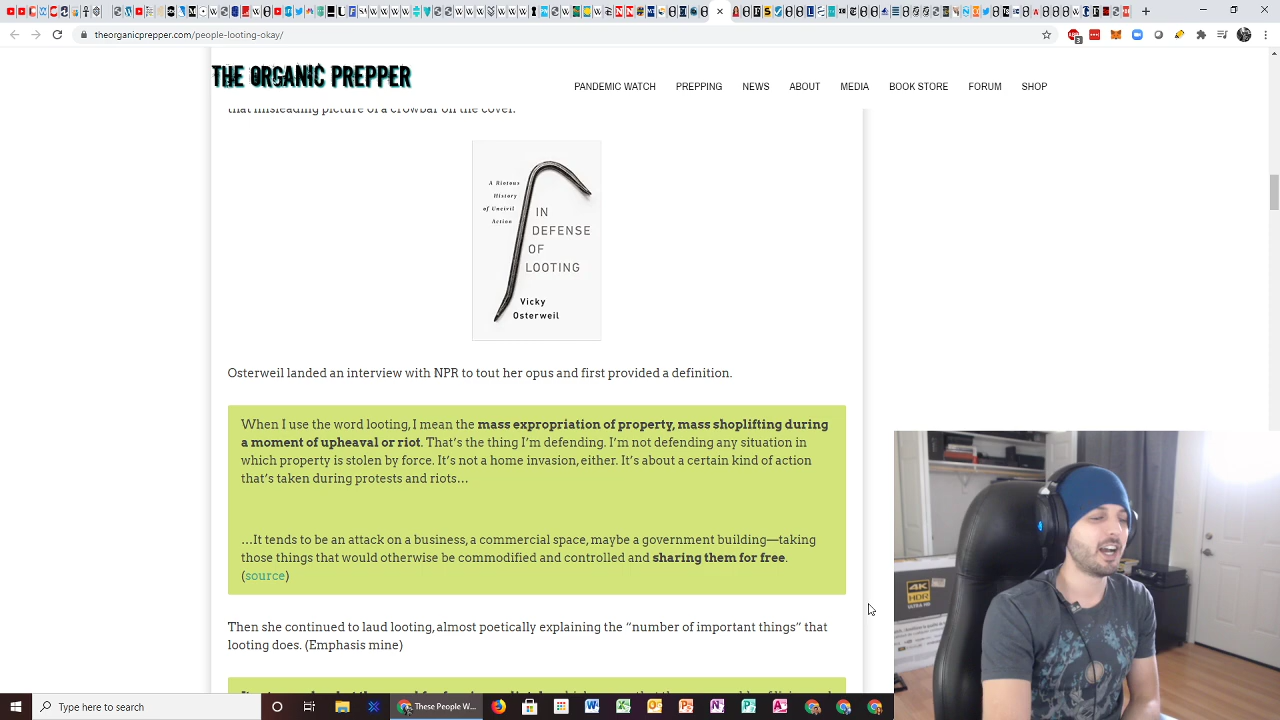 theorganicprepper.com/people-looting-okay/
3
THE ORGANIC PREPPER
PANDEMIC WATCH PREPPING NEWS ABOUT MEDIA BOOK STORE FORUM SHOP
that misleading picture of a crowbar on the cover.
A Riotous
History
of Uncivil
Action
IN
DEFENSE
OF
LOOTING
Vicky
Osterweil
Osterweil landed an interview with NPR to tout her opus and first provided a definition.
When I use the word looting, I mean the mass expropriation of property, mass shoplifting during
a moment of upheaval or riot. That’s the thing I’m defending. I’m not defending any situation in
which property is stolen by force. It’s not a home invasion, either. It’s about a certain kind of action
that’s taken during protests and riots…
…It tends to be an attack on a business, a commercial space, maybe a government building—taking
those things that would otherwise be commodified and controlled and sharing them for free.
(source)
Then she continued to laud looting, almost poetically explaining the “number of important things” that
looting does. (Emphasis mine)
4K
HDR
ULTRA HD
Type here to search
These People W...